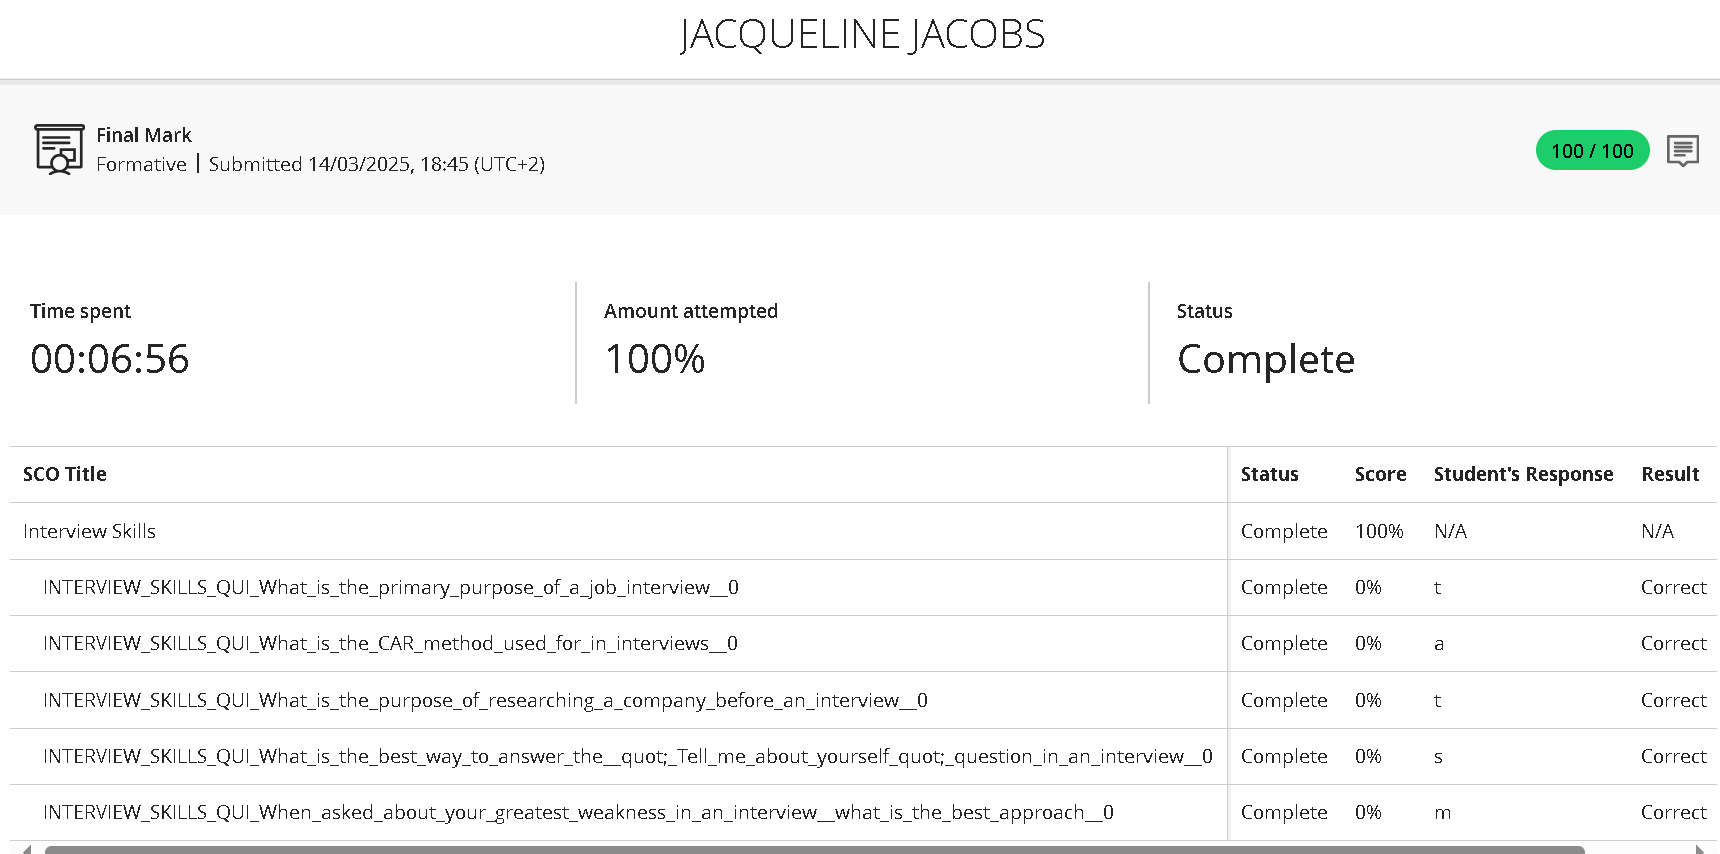 JACQUELINE JACOBS
Final Mark
Formative | Submitted 14/03/2025, 18:45 (UTC+2)
100 / 100
Time spent
00:06:56
Amount attempted
100%
Status
Complete
SCO Title Status Score Student's Response Result
Interview Skills Complete 100% N/A N/A
INTERVIEW_SKILLS_QUI_What_is_the_primary_purpose_of_a_job_interview__0 Complete 0% t Correct
INTERVIEW_SKILLS_QUI_What_is_the_CAR_method_used_for_in_interviews__0 Complete 0% a Correct
INTERVIEW_SKILLS_QUI_What_is_the_purpose_of_researching_a_company_before_an_interview__0 Complete 0% t Correct
INTERVIEW_SKILLS_QUI_What_is_the_best_way_to_answer_the__quot;_Tell_me_about_yourself_quot;_question_in_an_interview__0 Complete 0% s Correct
INTERVIEW_SKILLS_QUI_When_asked_about_your_greatest_weakness_in_an_interview__what_is_the_best_approach__0 Complete 0% m Correct